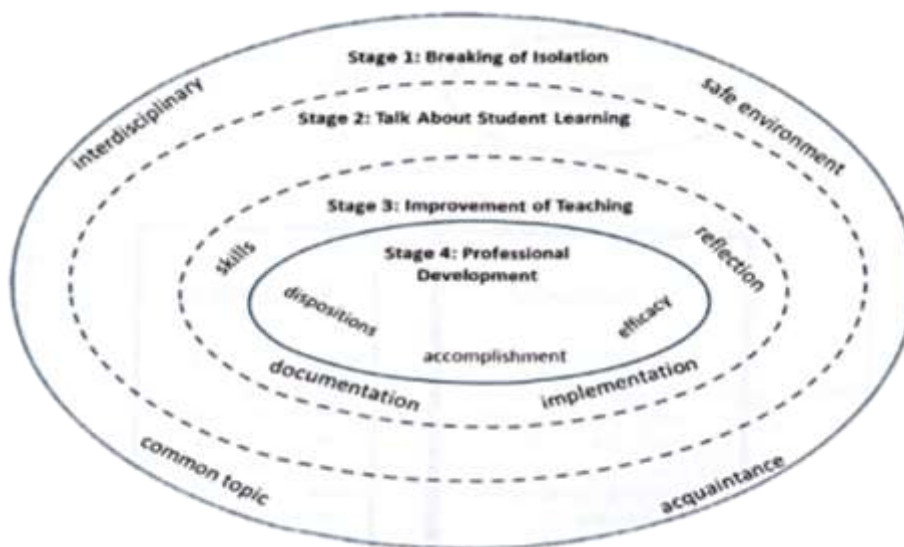 Stage 1: Breaking of Isolation
interdisciplinary
safe environment
Stage 2: Talk About Student Learning
Stage 3: Improvement of Teaching
skills
reflection
Stage 4: Professional
Development
dispositions
efficacy
accomplishment
documentation
implementation
common topic
acquaintance